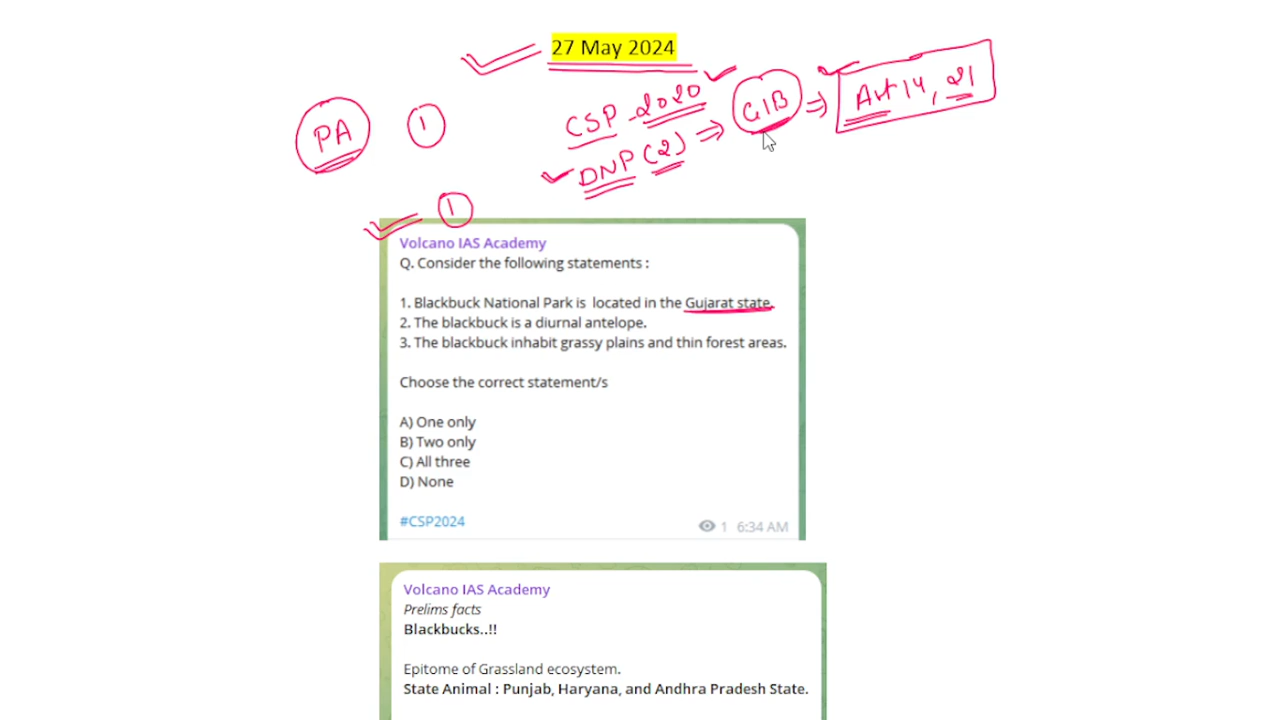 27 May 2024
PA 1
CSP-2020
DNP (2) ⇒ GIB ⇒ Art 14, 21
1
Volcano IAS Academy
Q. Consider the following statements :
1. Blackbuck National Park is located in the Gujarat state.
2. The blackbuck is a diurnal antelope.
3. The blackbuck inhabit grassy plains and thin forest areas.
Choose the correct statement/s
A) One only
B) Two only
C) All three
D) None
#CSP2024
1 6:34 AM
Volcano IAS Academy
Prelims facts
Blackbucks..!!
Epitome of Grassland ecosystem.
State Animal : Punjab, Haryana, and Andhra Pradesh State.